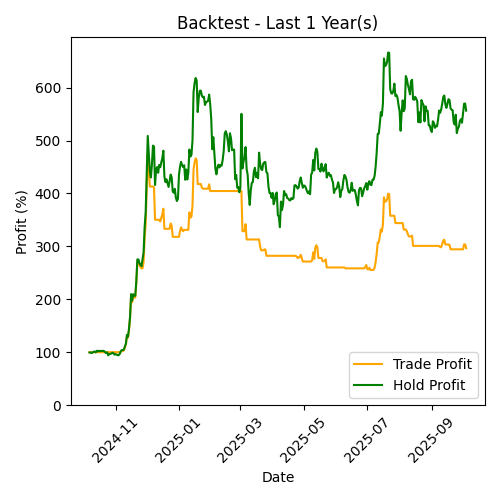 Backtest - Last 1 Year(s)
Profit (%)
600
500
400
300
200
100
0
Trade Profit
Hold Profit
2024-11
2025-01
2025-03
2025-05
2025-07
2025-09
Date